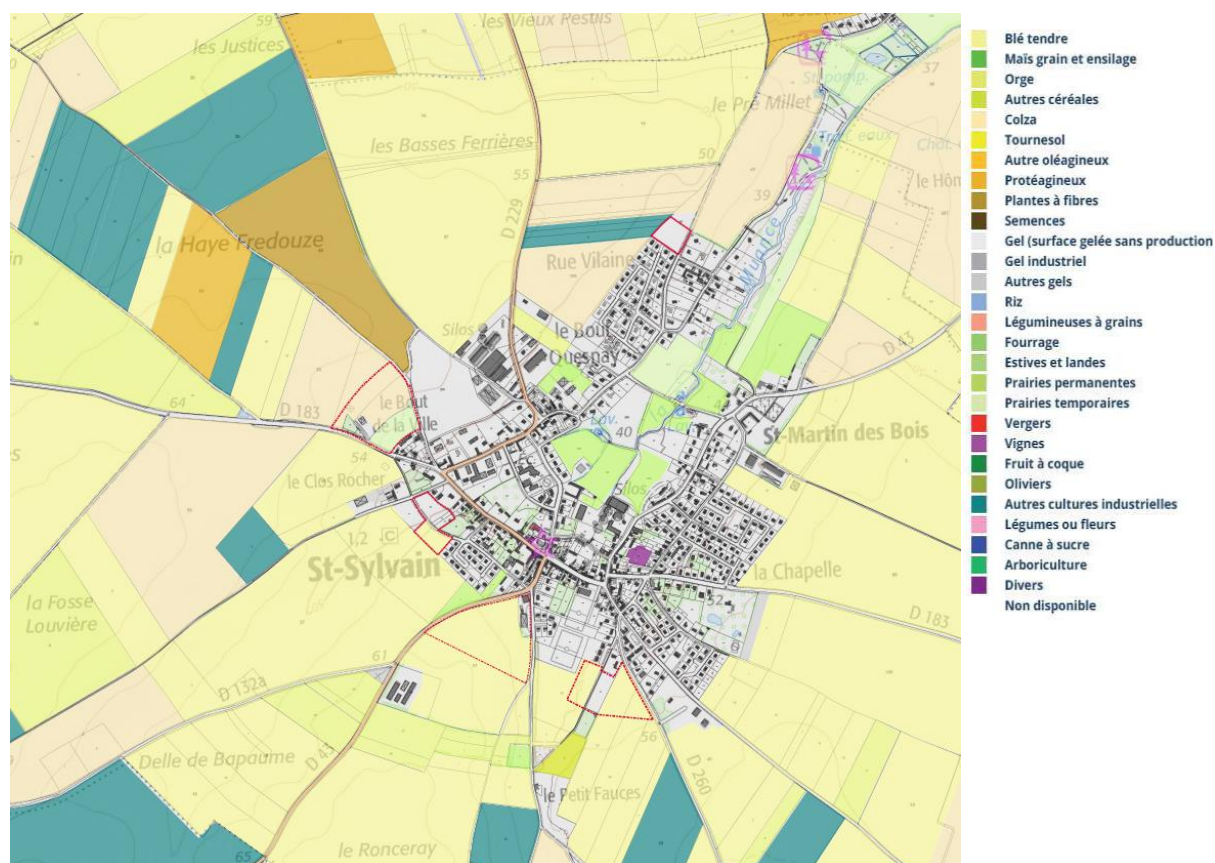 59
les Vieux Pestils
les Justices
37
le Pré Millet
les Basses Ferrières
50
55
39
D 229
la Haye Fredouze
Muance
Rue Vilaine
Silos
le Bout
Quesnay
D 43
64
D 183
le Bout
de la Ville
Lav.
40
54
St-Martin des Bois
le Clos Rocher
Silos
1,2
C
St-Sylvain
la Chapelle
la Fosse
Louvière
52
D 183
61
D 132a
56
Delle de Bapaume
D 43
D 260
le Petit Fauces
le Ronceray
65
Blé tendre
Maïs grain et ensilage
Orge
Autres céréales
Colza
Tournesol
Autre oléagineux
Protéagineux
Plantes à fibres
Semences
Gel (surface gelée sans production
Gel industriel
Autres gels
Riz
Légumineuses à grains
Fourrage
Estives et landes
Prairies permanentes
Prairies temporaires
Vergers
Vignes
Fruit à coque
Oliviers
Autres cultures industrielles
Légumes ou fleurs
Canne à sucre
Arboriculture
Divers
Non disponible